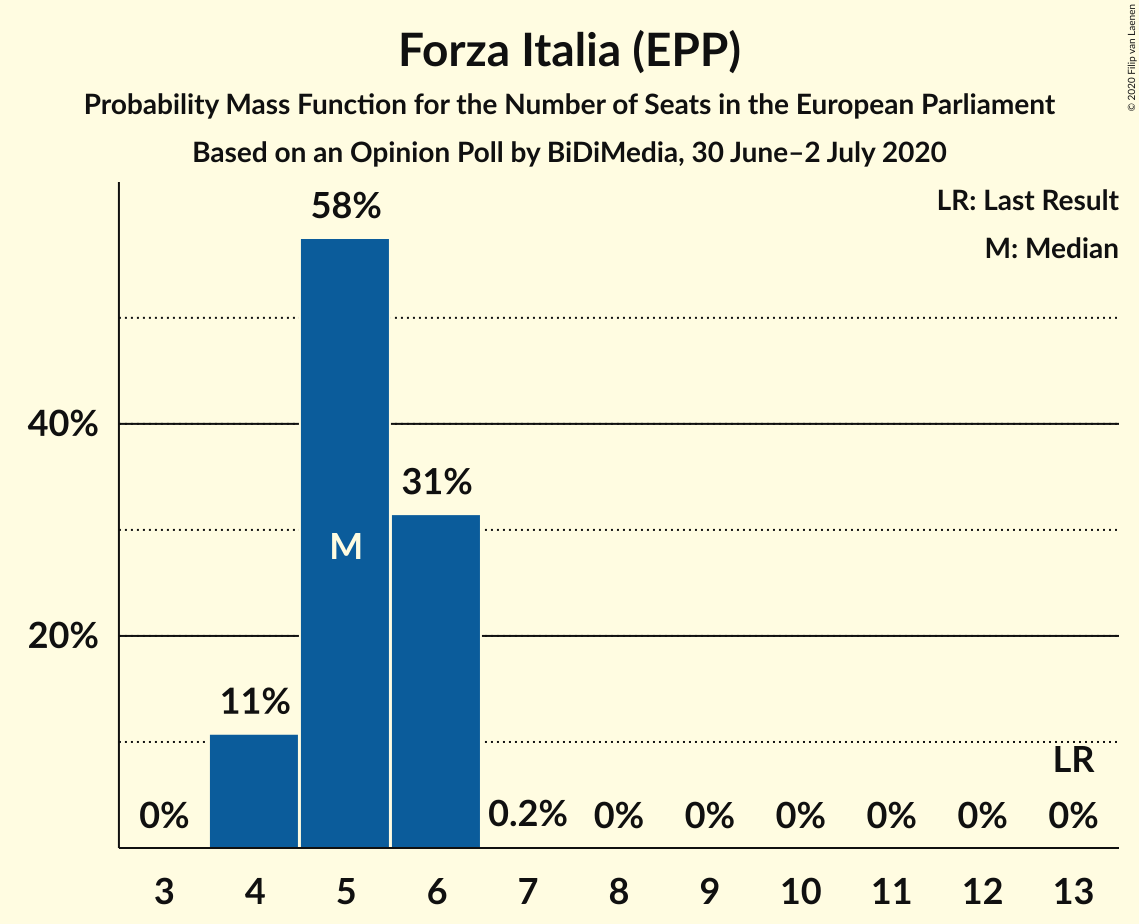 Forza Italia (EPP)
Probability Mass Function for the Number of Seats in the European Parliament
Based on an Opinion Poll by BiDiMedia, 30 June–2 July 2020
© 2020 Filip van Laenen
LR: Last Result
M: Median
58%
40%
31%
M
20%
11%
LR
0%
0.2%
0%
0%
0%
0%
0%
0%
3 4 5 6 7 8 9 10 11 12 13